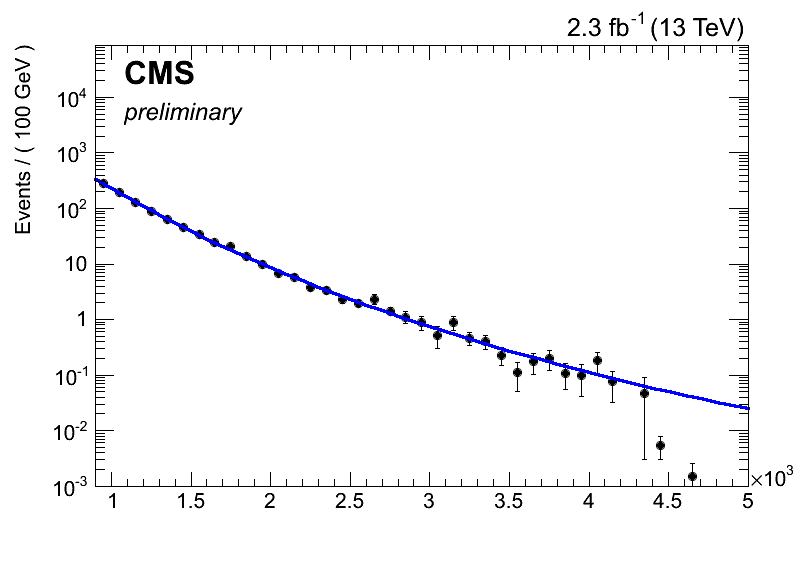 2.3 fb⁻¹ (13 TeV)
CMS
preliminary
Events / ( 100 GeV )
10⁴
10³
10²
10
1
10⁻¹
10⁻²
10⁻³
1 1.5 2 2.5 3 3.5 4 4.5 5
×10³